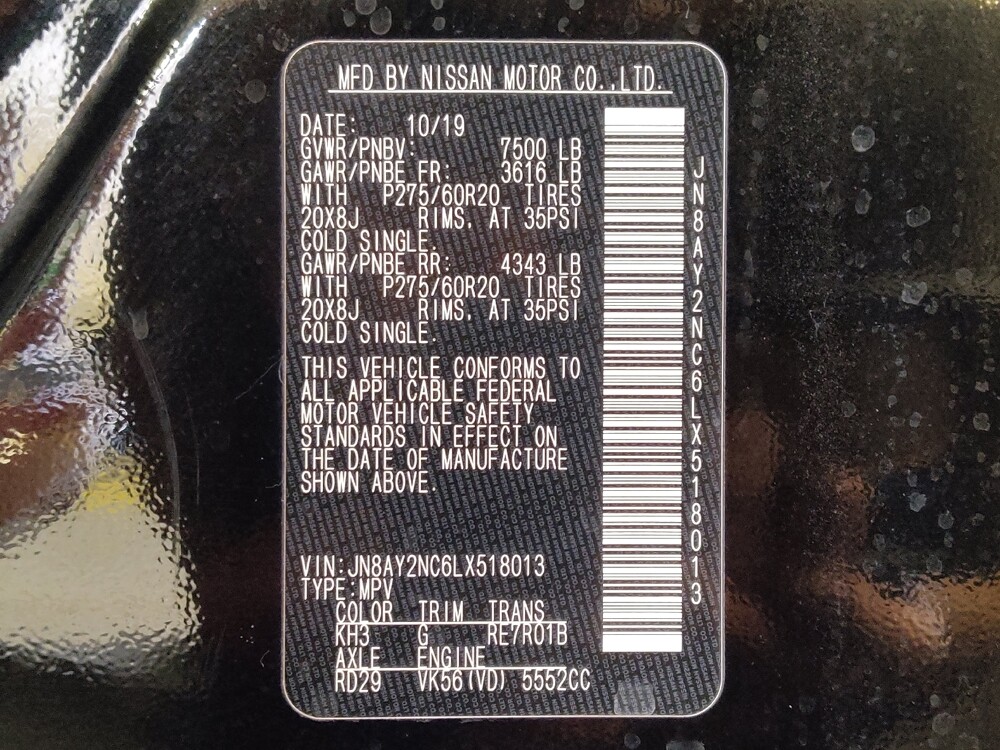 MFD BY NISSAN MOTOR CO.,LTD.
DATE: 10/19
GVWR/PNBV: 7500 LB
GAWR/PNBE FR: 3616 LB
WITH P275/60R20 TIRES
20X8J RIMS, AT 35PSI
COLD SINGLE.
GAWR/PNBE RR: 4343 LB
WITH P275/60R20 TIRES
20X8J RIMS, AT 35PSI
COLD SINGLE.
THIS VEHICLE CONFORMS TO
ALL APPLICABLE FEDERAL
MOTOR VEHICLE SAFETY
STANDARDS IN EFFECT ON
THE DATE OF MANUFACTURE
SHOWN ABOVE.
VIN:JN8AY2NC6LX518013
TYPE:MPV
COLOR TRIM TRANS
KH3 G RE7R01B
AXLE ENGINE
RD29 VK56(VD) 5552CC
JN8AY2NC6LX518013